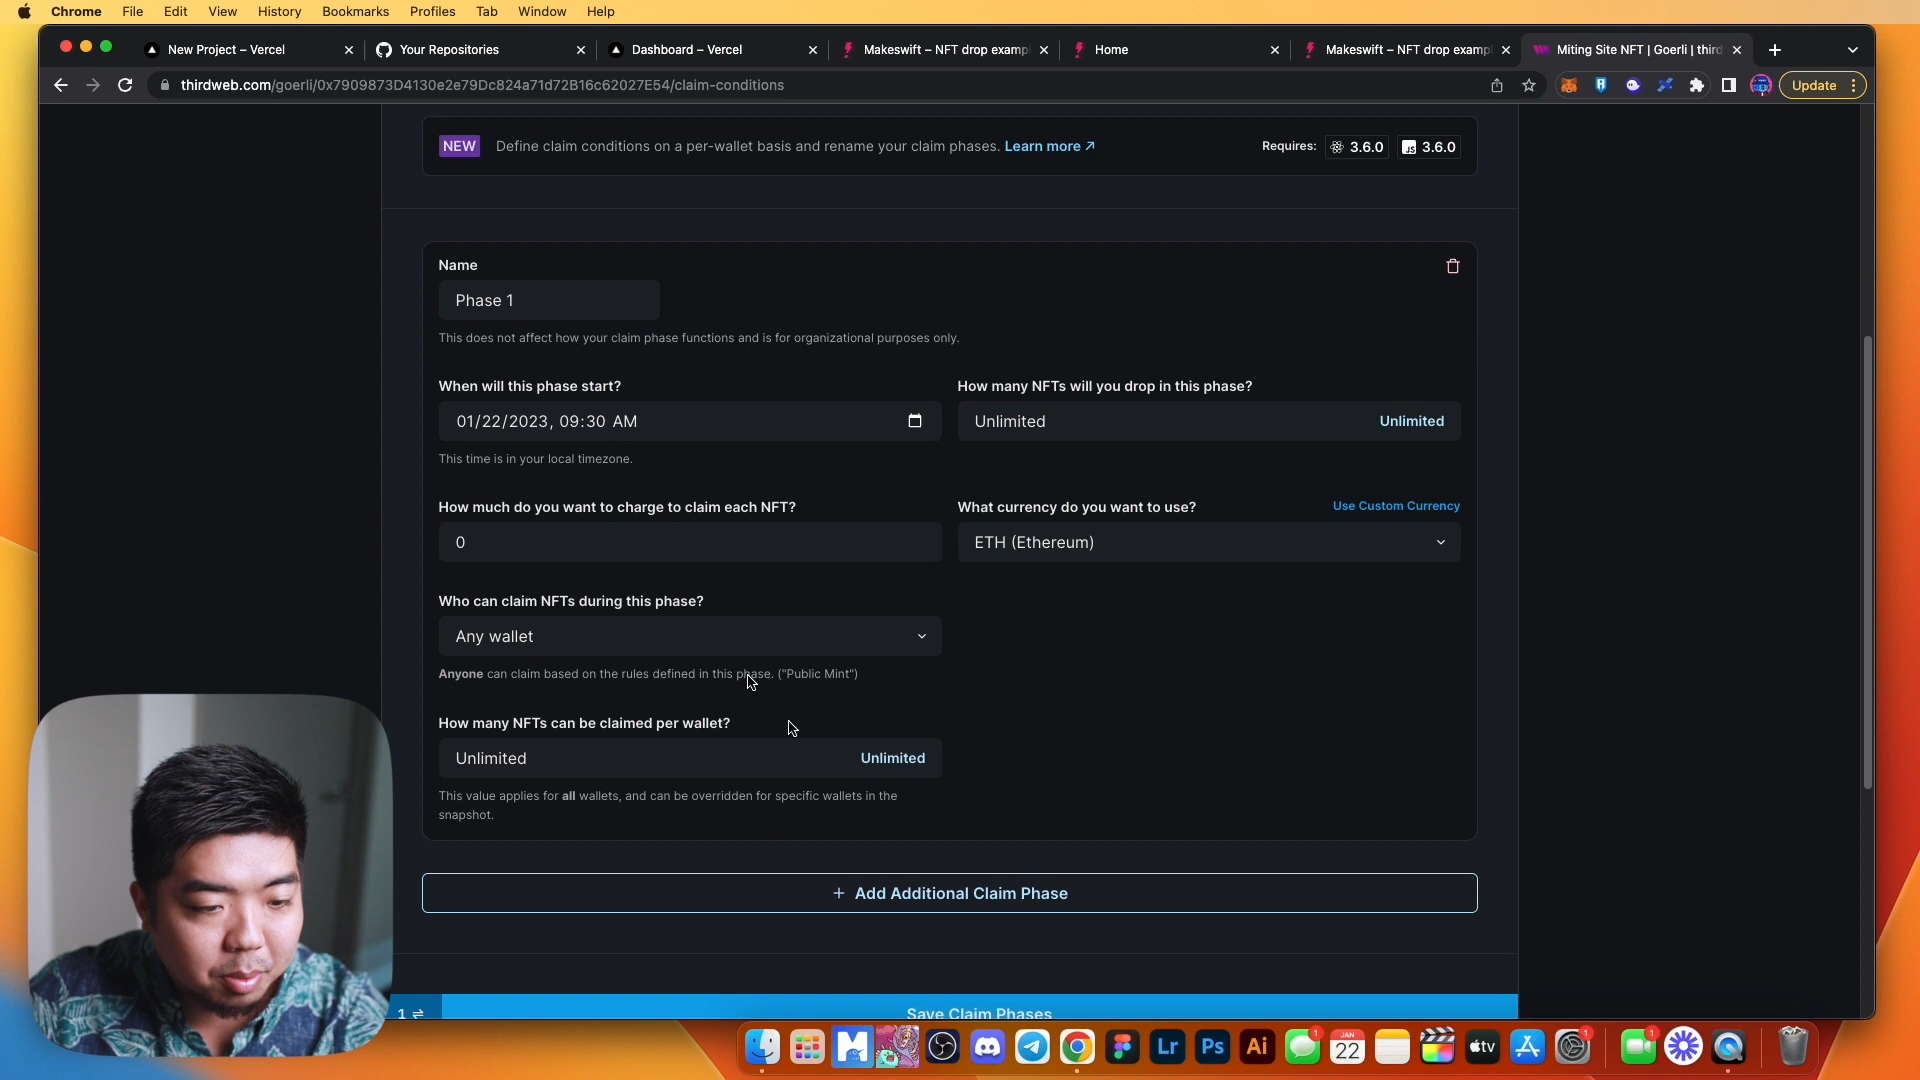 Chrome File Edit View History Bookmarks Profiles Tab Window Help
New Project – Vercel Your Repositories Dashboard – Vercel Makeswift – NFT drop exampl Home Makeswift – NFT drop exampl Miting Site NFT | Goerli | third
thirdweb.com/goerli/0x7909873D4130e2e79Dc824a71d72B16c62027E54/claim-conditions Update
NEW Define claim conditions on a per-wallet basis and rename your claim phases. Learn more ↗ Requires: 3.6.0 JS 3.6.0
Name
Phase 1
This does not affect how your claim phase functions and is for organizational purposes only.
When will this phase start? How many NFTs will you drop in this phase?
01/22/2023, 09:30 AM Unlimited Unlimited
This time is in your local timezone.
How much do you want to charge to claim each NFT? What currency do you want to use? Use Custom Currency
0 ETH (Ethereum)
Who can claim NFTs during this phase?
Any wallet
Anyone can claim based on the rules defined in this phase. ("Public Mint")
How many NFTs can be claimed per wallet?
Unlimited Unlimited
This value applies for all wallets, and can be overridden for specific wallets in the
snapshot.
+ Add Additional Claim Phase
1 ⇌ Save Claim Phases
Lr Ps Ai 1 JAN 22 tv 1 1